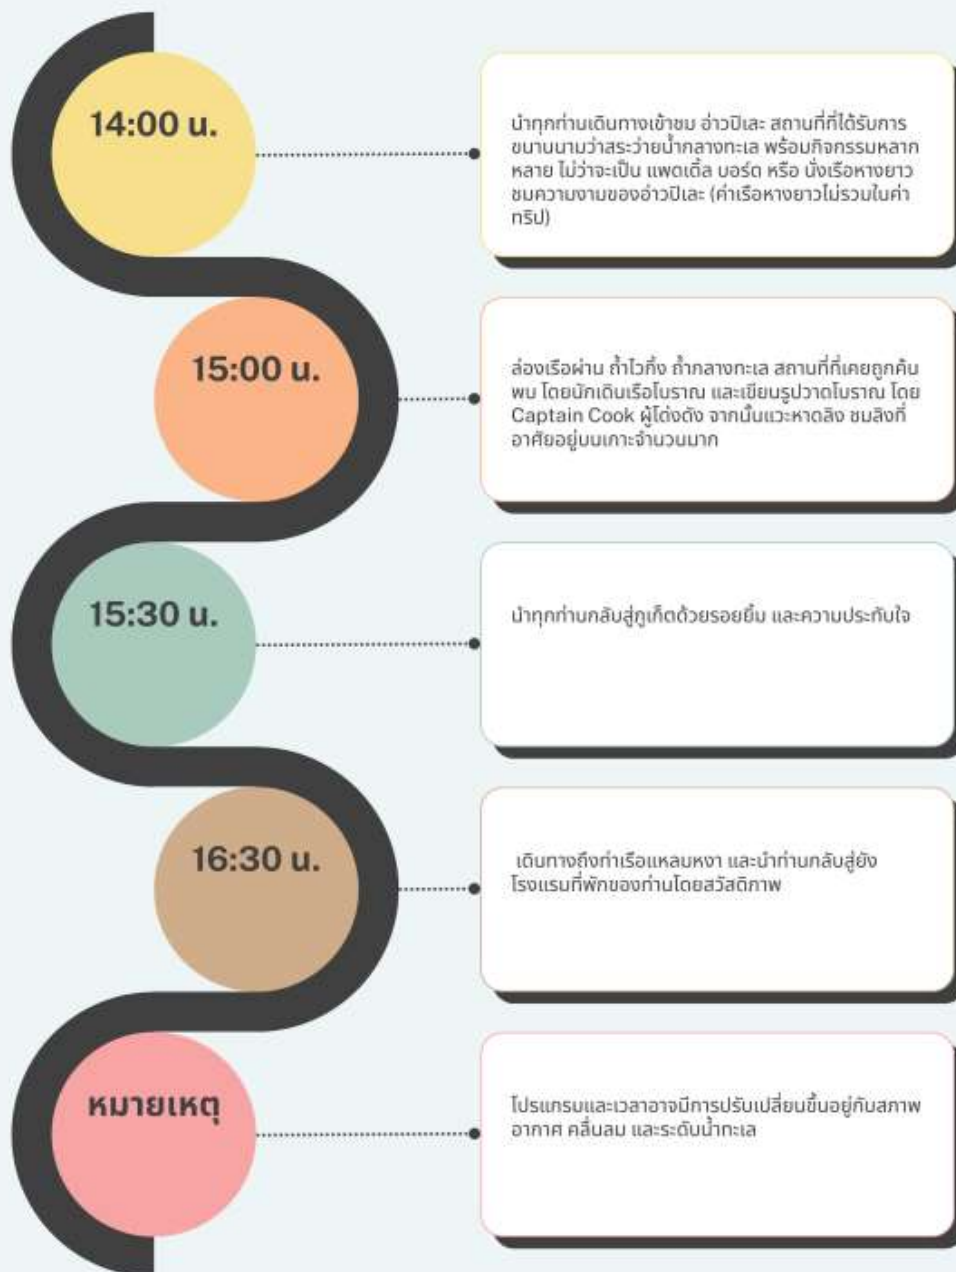 14:00 น.
นำทุกท่านเดินทางเข้าชม อ่าวปิเละ สถานที่ที่ได้รับการ
ขนานนามว่าสระว่ายน้ำกลางทะเล พร้อมกิจกรรมหลาก
หลาย ไม่ว่าจะเป็น แพดเดิ้ล บอร์ด หรือ นั่งเรือหางยาว
ชมความงามของอ่าวปิเละ (ค่าเรือหางยาวไม่รวมในค่า
ทริป)
15:00 น.
ล่องเรือผ่าน ถ้ำไวกิ้ง ถ้ำกลางทะเล สถานที่ที่เคยถูกค้น
พบ โดยนักเดินเรือโบราณ และเขียนรูปวาดโบราณ โดย
Captain Cook ผู้โด่งดัง จากนั้นแวะหาดลิง ชมลิงที่
อาศัยอยู่บนเกาะจำนวนมาก
15:30 น.
นำทุกท่านกลับสู่ภูเก็ตด้วยรอยยิ้ม และความประทับใจ
16:30 น.
เดินทางถึงท่าเรือแหลมหงา และนำท่านกลับสู่ยัง
โรงแรมที่พักของท่านโดยสวัสดิภาพ
หมายเหตุ
โปรแกรมและเวลาอาจมีการปรับเปลี่ยนขึ้นอยู่กับสภาพ
อากาศ คลื่นลม และระดับน้ำทะเล